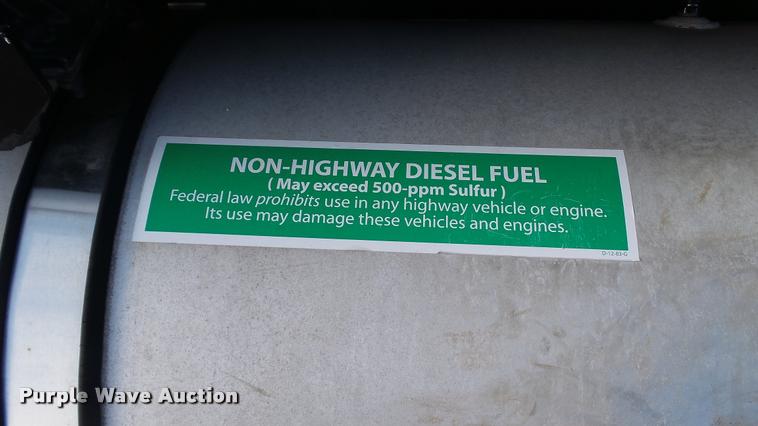 NON-HIGHWAY DIESEL FUEL
( May exceed 500-ppm Sulfur )
Federal law prohibits use in any highway vehicle or engine.
Its use may damage these vehicles and engines.
D-12-83-G
Purple Wave Auction